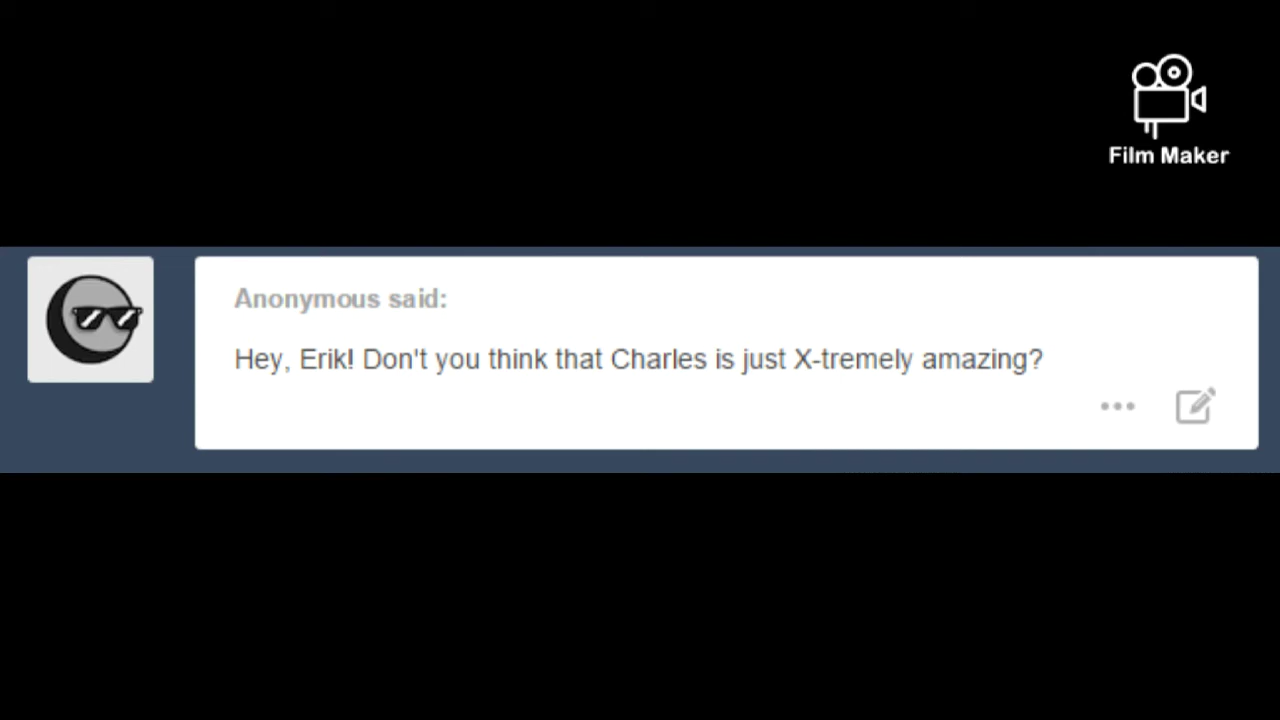 Film Maker
Anonymous said:
Hey, Erik! Don't you think that Charles is just X-tremely amazing?